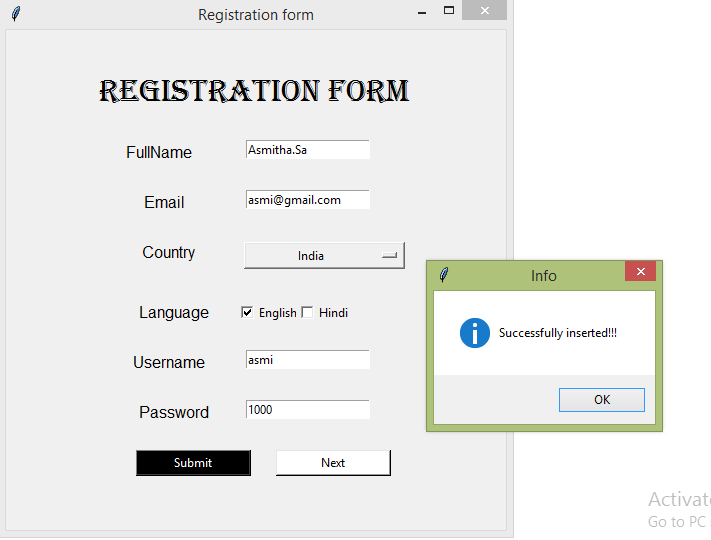 Registration form
REGISTRATION FORM
FullName Asmitha.Sa
Email asmi@gmail.com
Country India
Language English Hindi
Username asmi
Password 1000
Submit Next
Info
Successfully inserted!!!
OK
Activate
Go to PC